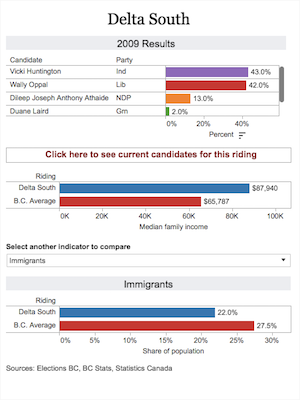 Delta South
2009 Results
Candidate Party
Vicki Huntington Ind 43.0%
Wally Oppal Lib 42.0%
Dileep Joseph Anthony Athaide NDP 13.0%
Duane Laird Grn 2.0%
0% 20% 40%
Percent
Click here to see current candidates for this riding
Riding
Delta South $87,940
B.C. Average $65,787
0K 20K 40K 60K 80K 100K
Median family income
Select another indicator to compare
Immigrants
Immigrants
Riding
Delta South 22.0%
B.C. Average 27.5%
0% 5% 10% 15% 20% 25% 30%
Share of population
Sources: Elections BC, BC Stats, Statistics Canada